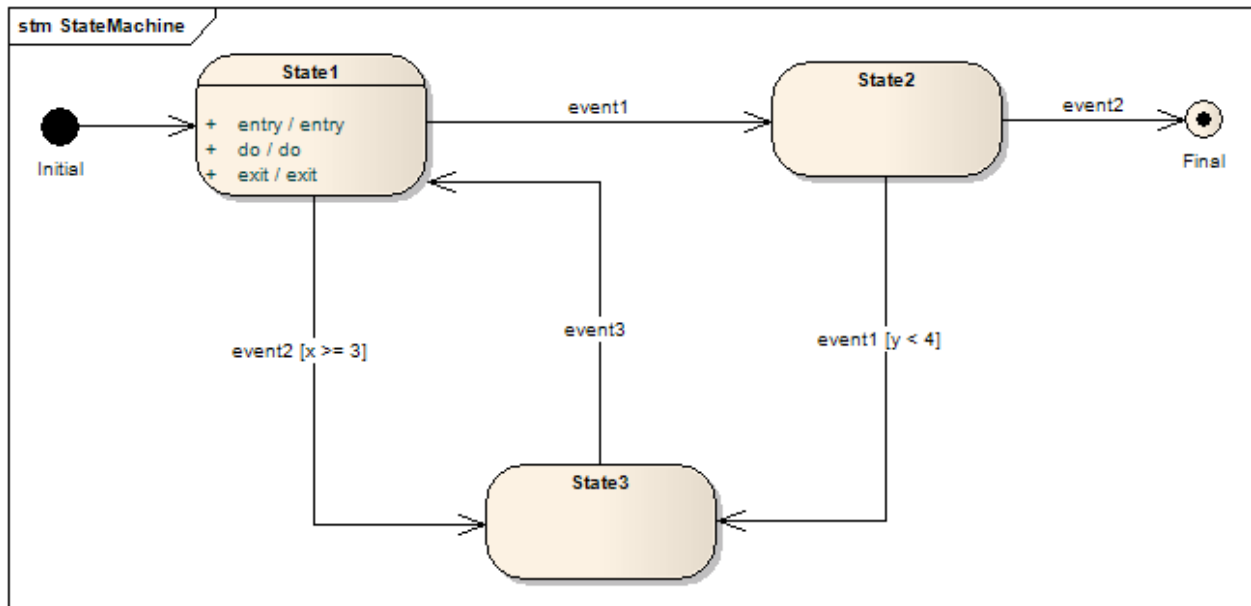 stm StateMachine
State1
+ entry / entry
+ do / do
+ exit / exit
Initial
event1
State2
event2
Final
event2 [x >= 3]
event3
event1 [y < 4]
State3